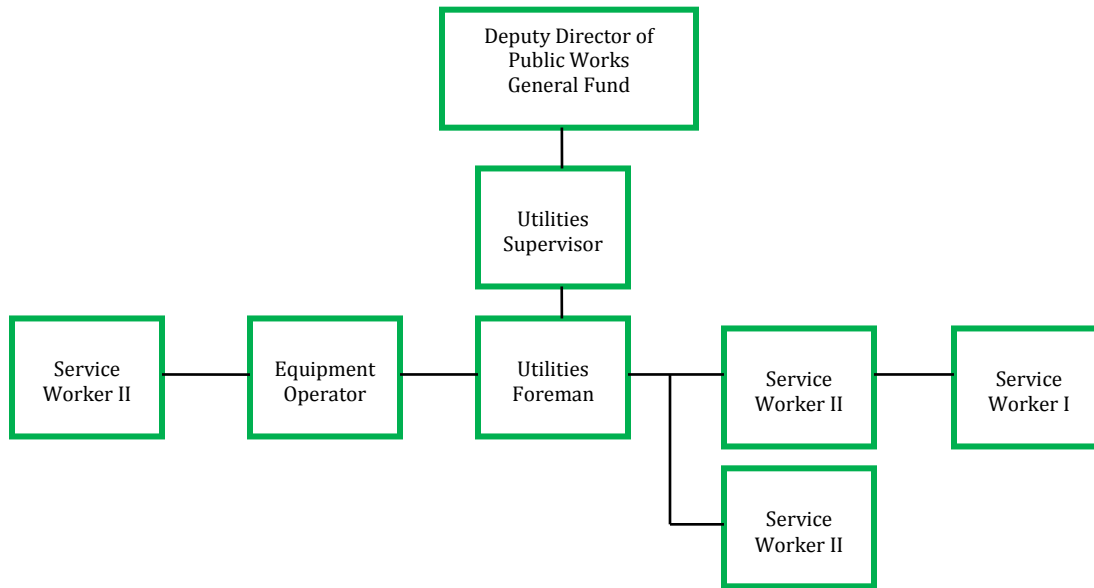 Deputy Director of
Public Works
General Fund
Utilities
Supervisor
Service
Worker II
Equipment
Operator
Utilities
Foreman
Service
Worker II
Service
Worker I
Service
Worker II